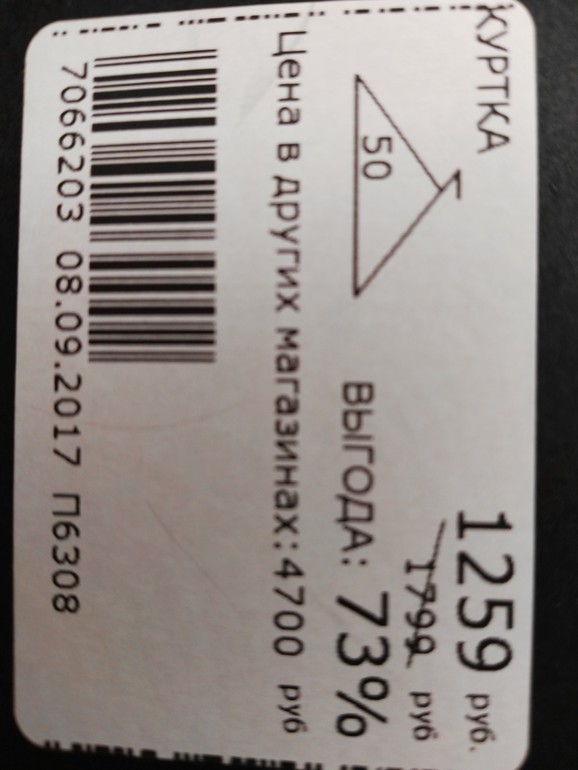 КУРТКА
1259 руб.
1799 руб
50
ВЫГОДА: 73%
Цена в других магазинах:4700 руб
7066203 08.09.2017 П6308